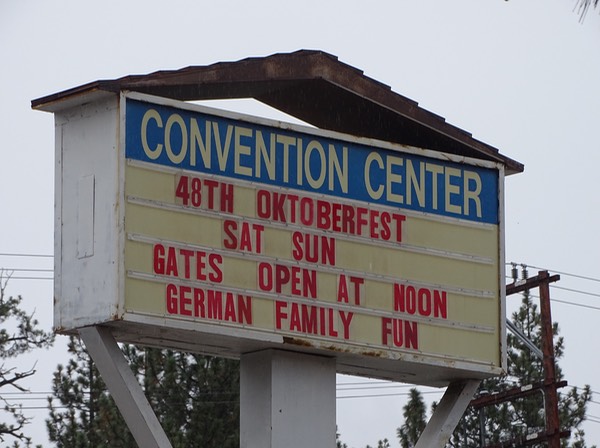 CONVENTION CENTER
48TH OKTOBERFEST
SAT SUN
GATES OPEN AT NOON
GERMAN FAMILY FUN